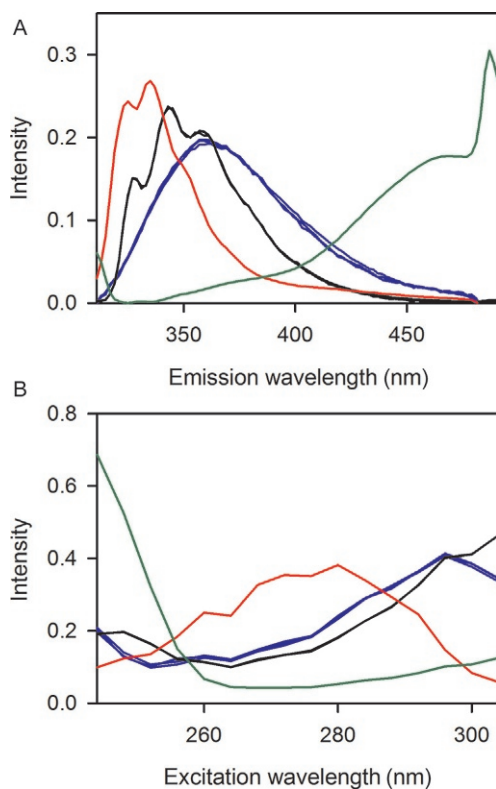 A
0.3
0.2
0.1
0.0
Intensity
350 400 450
Emission wavelength (nm)
B
0.8
0.6
0.4
0.2
0.0
Intensity
260 280 300
Excitation wavelength (nm)